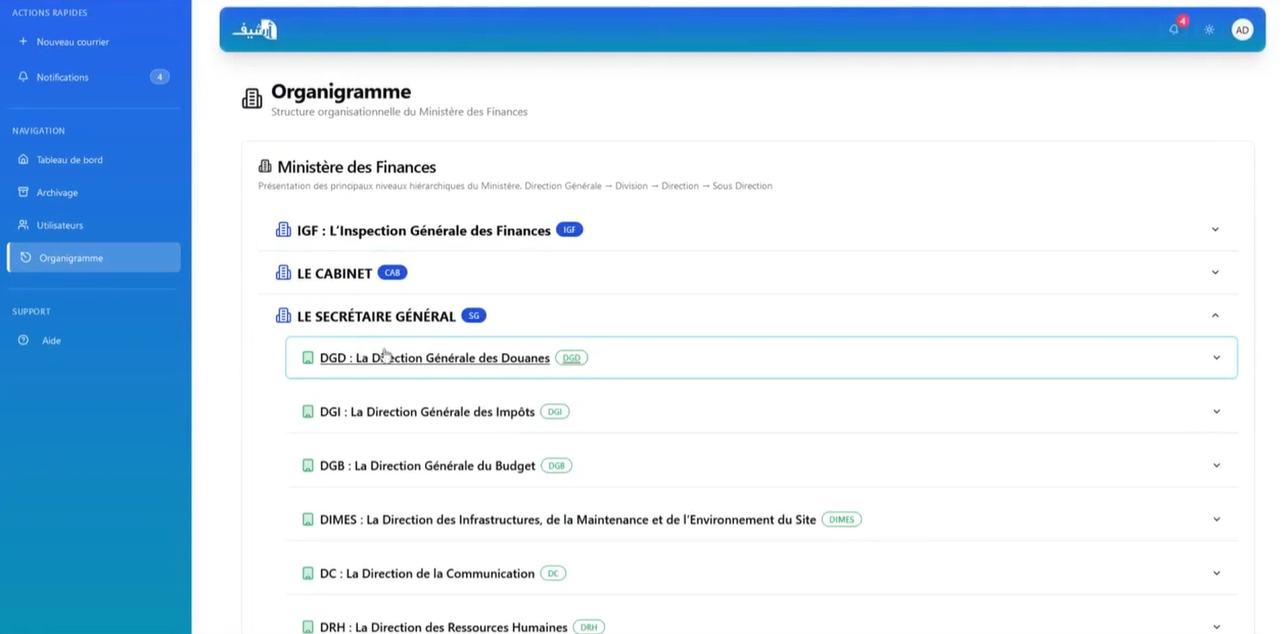 ACTIONS RAPIDES
Nouveau courrier
Notifications 4
NAVIGATION
Tableau de bord
Archivage
Utilisateurs
Organigramme
SUPPORT
Aide
أرشيف
4
AD
Organigramme
Structure organisationnelle du Ministère des Finances
Ministère des Finances
Présentation des principaux niveaux hiérarchiques du Ministère. Direction Générale → Division → Direction → Sous Direction
IGF : L'Inspection Générale des Finances IGF
LE CABINET CAB
LE SECRÉTAIRE GÉNÉRAL SG
DGD : La Direction Générale des Douanes DGD
DGI : La Direction Générale des Impôts DGI
DGB : La Direction Générale du Budget DGB
DIMES : La Direction des Infrastructures, de la Maintenance et de l'Environnement du Site DIMES
DC : La Direction de la Communication DC
DRH : La Direction des Ressources Humaines DRH